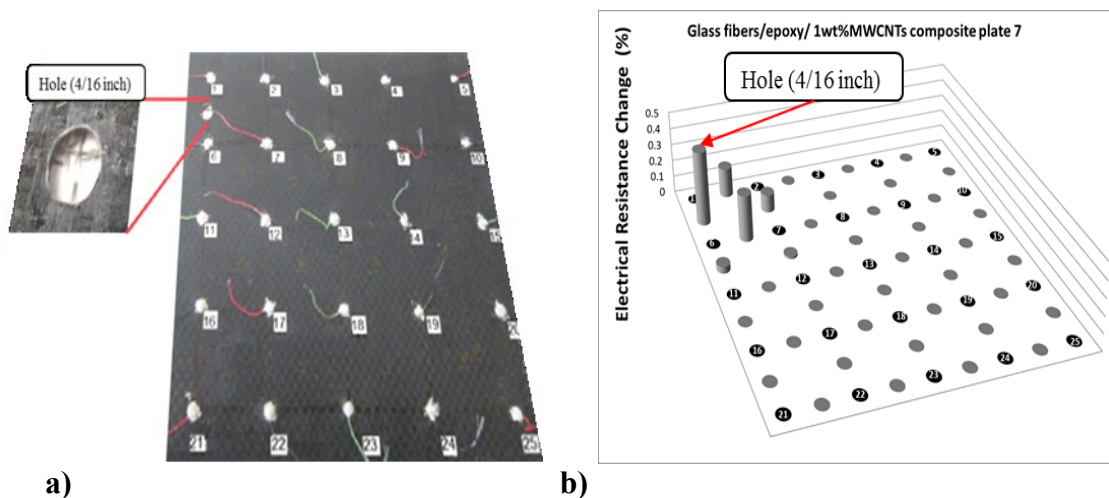 Hole (4/16 inch)
1 2 3 4 5
6 7 8 9 10
11 12 13 14 15
16 17 18 19 20
21 22 23 24 25
a)
Glass fibers/epoxy/ 1wt%MWCNTs composite plate 7
Hole (4/16 inch)
Electrical Resistance Change (%)
0.5
0.4
0.3
0.2
0.1
0
1 2 3 4 5
6 7 8 9 10
11 12 13 14 15
16 17 18 19 20
21 22 23 24 25
b)